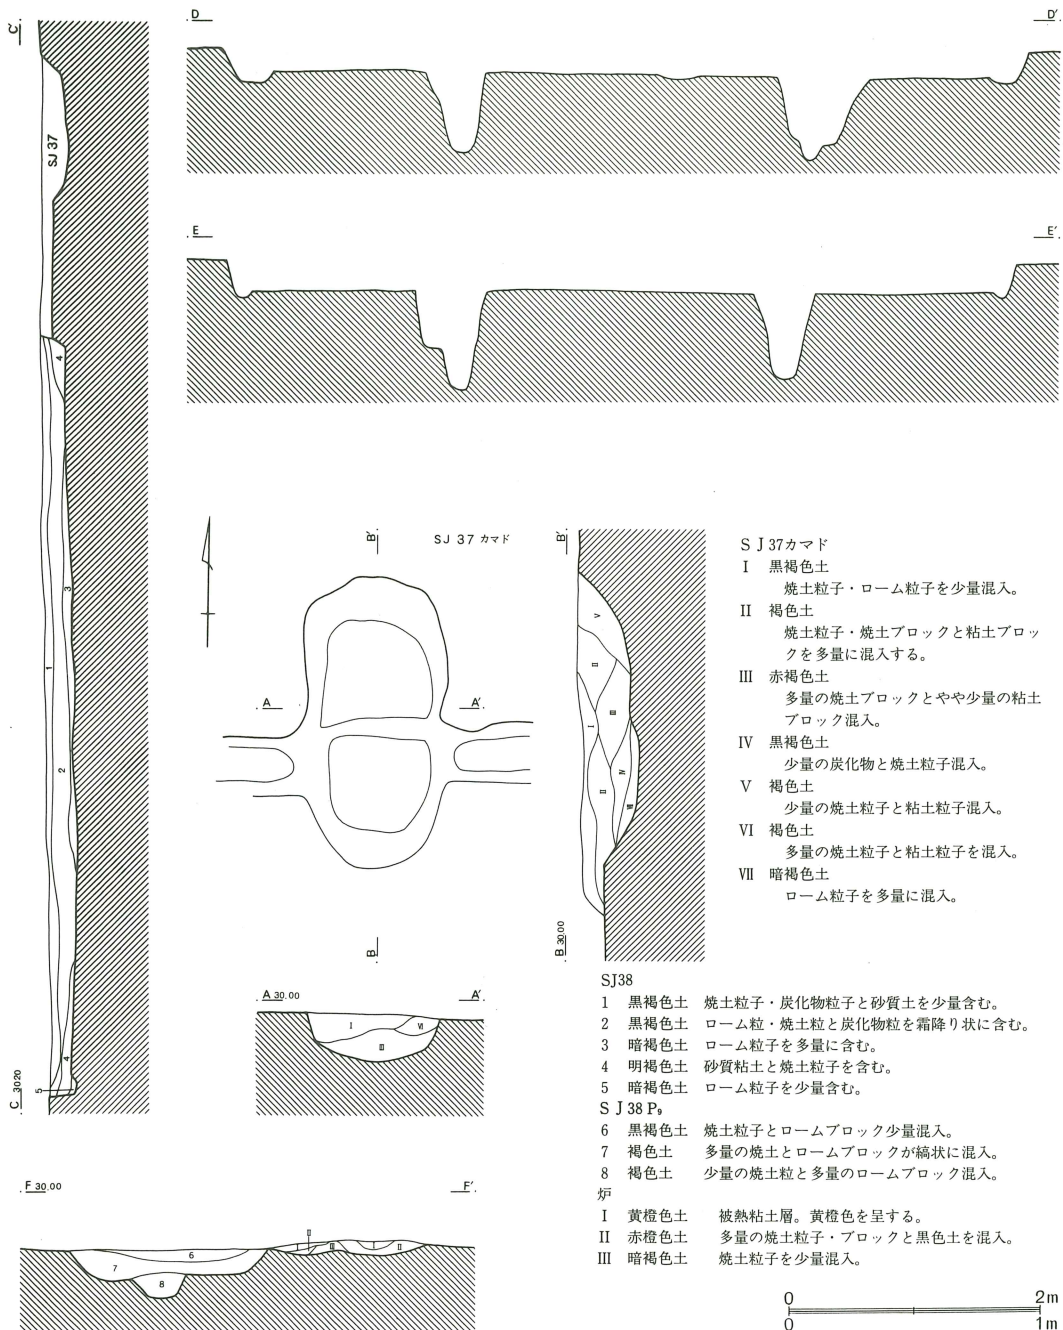 D
D'
C'
SJ 37
4
3
1
2
4
5
C 30.20
E
E'
SJ 37 カマド
B'
A
A'
B
B'
V
II
III
I
II
IV
VII
B 30.00
S J 37カマド
I 黒褐色土
焼土粒子・ローム粒子を少量混入。
II 褐色土
焼土粒子・焼土ブロックと粘土ブロッ
クを多量に混入する。
III 赤褐色土
多量の焼土ブロックとやや少量の粘土
ブロック混入。
IV 黒褐色土
少量の炭化物と焼土粒子混入。
V 褐色土
少量の焼土粒子と粘土粒子混入。
VI 褐色土
多量の焼土粒子と粘土粒子を混入。
VII 暗褐色土
ローム粒子を多量に混入。
A 30.00
A'
I
VI
III
SJ38
1 黒褐色土 焼土粒子・炭化物粒子と砂質土を少量含む。
2 黒褐色土 ローム粒・焼土粒と炭化物粒を霜降り状に含む。
3 暗褐色土 ローム粒子を多量に含む。
4 明褐色土 砂質粘土と焼土粒子を含む。
5 暗褐色土 ローム粒子を少量含む。
S J 38 P₉
6 黒褐色土 焼土粒子とロームブロック少量混入。
7 褐色土 多量の焼土とロームブロックが縞状に混入。
8 褐色土 少量の焼土粒と多量のロームブロック混入。
炉
I 黄橙色土 被熱粘土層。黄橙色を呈する。
II 赤橙色土 多量の焼土粒子・ブロックと黒色土を混入。
III 暗褐色土 焼土粒子を少量混入。
F 30.00
F'
6
7
8
II
I
III
I
II
0 2m
0 1m